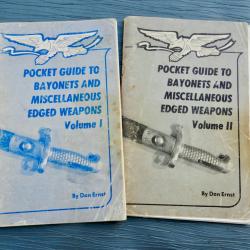 POCKET GUIDE TO
BAYONETS AND
MISCELLANEOUS
EDGED WEAPONS
Volume I
By Don Ernst
POCKET GUIDE TO
BAYONETS AND
MISCELLANEOUS
EDGED WEAPONS
Volume II
By Don Ernst